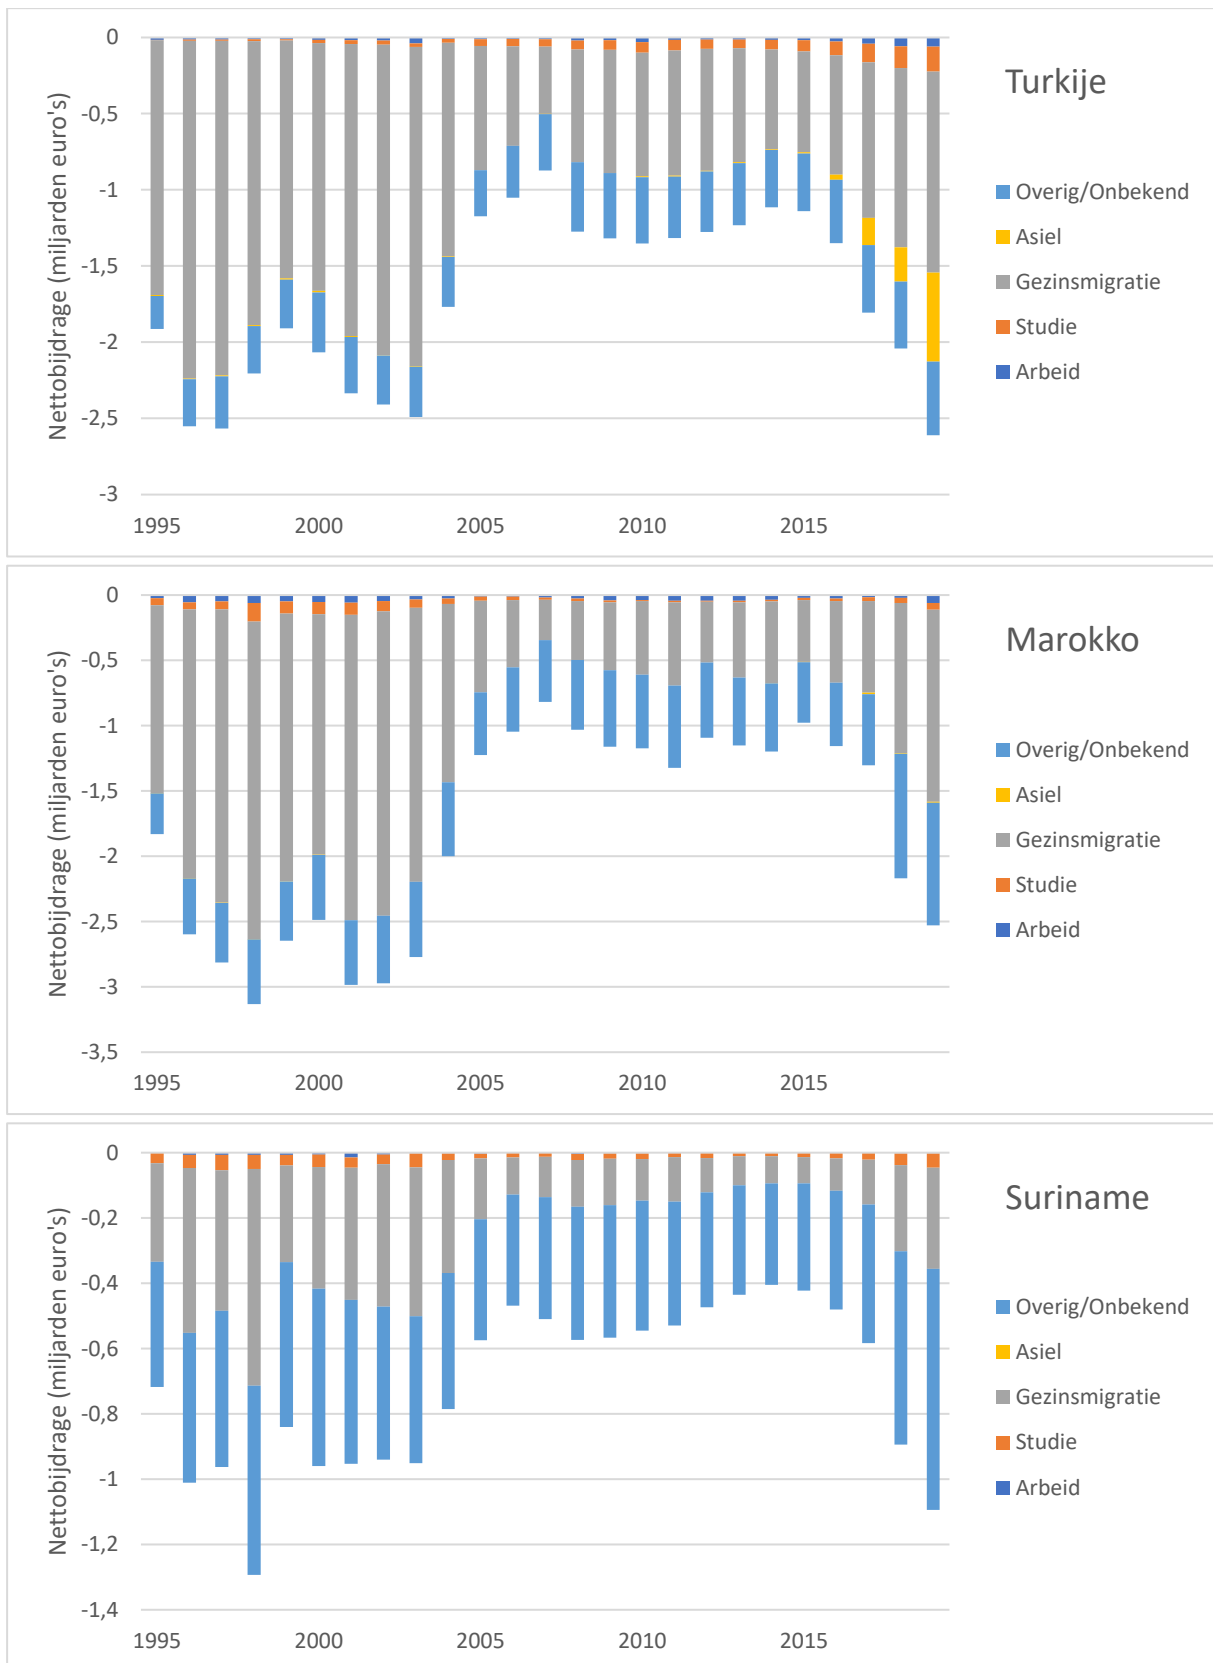 Turkije
Nettobijdrage (miljarden euro's)
0
-0,5
-1
-1,5
-2
-2,5
-3
1995
2000
2005
2010
2015
Overig/Onbekend
Asiel
Gezinsmigratie
Studie
Arbeid
Marokko
Nettobijdrage (miljarden euro's)
0
-0,5
-1
-1,5
-2
-2,5
-3
-3,5
1995
2000
2005
2010
2015
Overig/Onbekend
Asiel
Gezinsmigratie
Studie
Arbeid
Suriname
Nettobijdrage (miljarden euro's)
0
-0,2
-0,4
-0,6
-0,8
-1
-1,2
-1,4
1995
2000
2005
2010
2015
Overig/Onbekend
Asiel
Gezinsmigratie
Studie
Arbeid